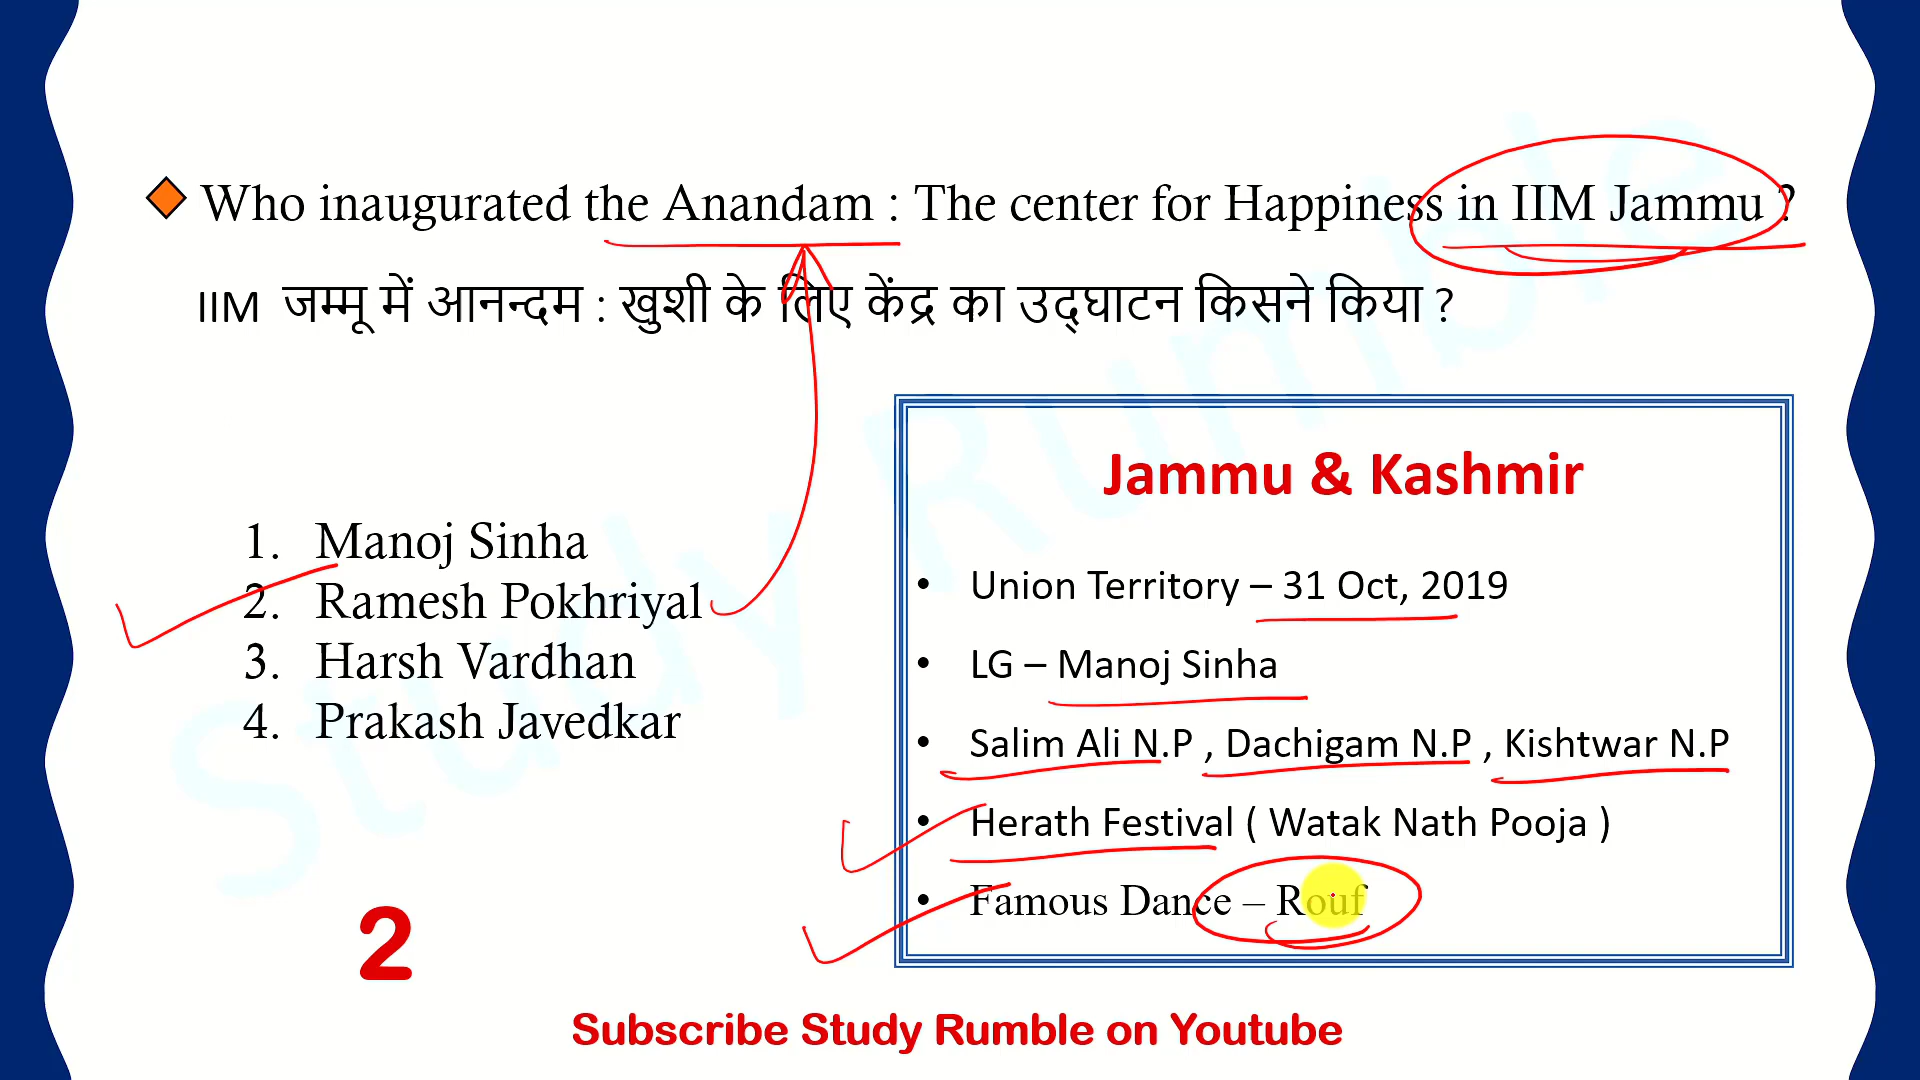 Who inaugurated the Anandam : The center for Happiness in IIM Jammu ?
IIM जम्मू में आनन्दम : खुशी के लिए केंद्र का उद्घाटन किसने किया ?
1. Manoj Sinha
2. Ramesh Pokhriyal
3. Harsh Vardhan
4. Prakash Javedkar
2
Jammu & Kashmir
• Union Territory – 31 Oct, 2019
• LG – Manoj Sinha
• Salim Ali N.P , Dachigam N.P , Kishtwar N.P
• Herath Festival ( Watak Nath Pooja )
• Famous Dance – Rouf
Study Rumble
Subscribe Study Rumble on Youtube